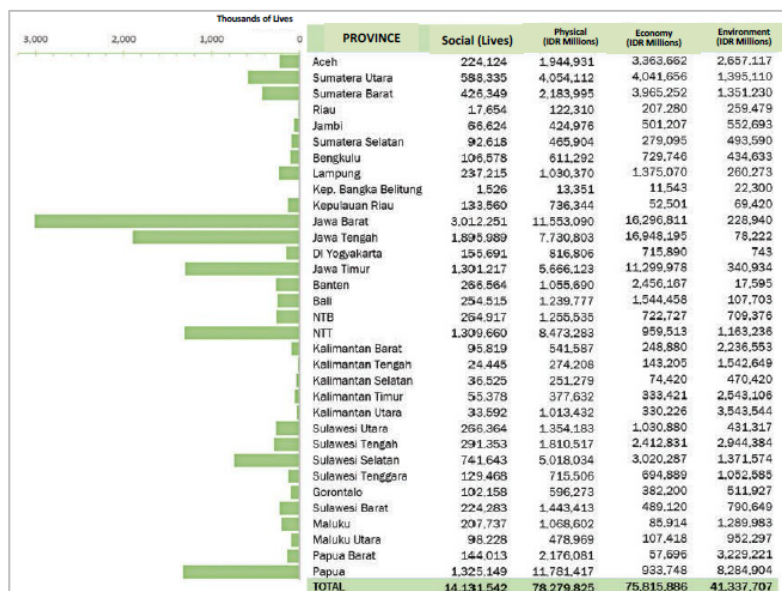 Thousands of Lives
3,000 2,000 1,000 0
PROVINCE Social (Lives) Physical (IDR Millions) Economy (IDR Millions) Environment (IDR Millions)
Aceh 224,124 1,944,931 3,363,662 2,657,117
Sumatera Utara 588,335 4,054,112 4,041,656 1,395,110
Sumatera Barat 426,349 2,183,995 3,965,252 1,351,230
Riau 17,654 122,310 207,280 259,479
Jambi 66,624 424,976 501,207 552,693
Sumatera Selatan 92,618 465,904 279,095 493,590
Bengkulu 106,578 611,292 729,746 434,633
Lampung 237,215 1,030,370 1,375,070 260,273
Kep. Bangka Belitung 1,526 13,351 11,543 22,300
Kepulauan Riau 133,560 736,344 52,501 69,420
Jawa Barat 3,012,251 11,553,090 16,296,811 228,940
Jawa Tengah 1,895,989 7,730,803 16,948,195 78,222
DI Yogyakarta 155,691 816,806 715,890 743
Jawa Timur 1,301,217 5,666,123 11,299,978 340,934
Banten 266,564 1,055,690 2,456,167 17,595
Bali 254,515 1,239,777 1,544,458 107,703
NTB 264,917 1,255,535 722,727 709,376
NTT 1,309,660 8,473,283 959,513 1,163,236
Kalimantan Barat 95,819 541,587 248,880 2,236,553
Kalimantan Tengah 24,445 274,208 143,205 1,542,649
Kalimantan Selatan 36,525 251,279 74,420 470,420
Kalimantan Timur 55,378 377,632 333,421 2,543,106
Kalimantan Utara 33,592 1,013,432 330,226 3,543,544
Sulawesi Utara 266,364 1,354,183 1,030,880 431,317
Sulawesi Tengah 291,353 1,810,517 2,412,831 2,944,384
Sulawesi Selatan 741,643 5,018,034 3,020,287 1,371,574
Sulawesi Tenggara 129,468 715,506 694,889 1,052,585
Gorontalo 102,158 596,273 382,200 511,927
Sulawesi Barat 224,283 1,443,413 489,120 790,649
Maluku 207,737 1,068,602 85,914 1,289,983
Maluku Utara 98,228 478,969 107,418 952,297
Papua Barat 144,013 2,176,081 57,696 3,229,221
Papua 1,325,149 11,781,417 933,748 8,284,904
TOTAL 14,131,542 78,279,825 75,815,886 41,337,707